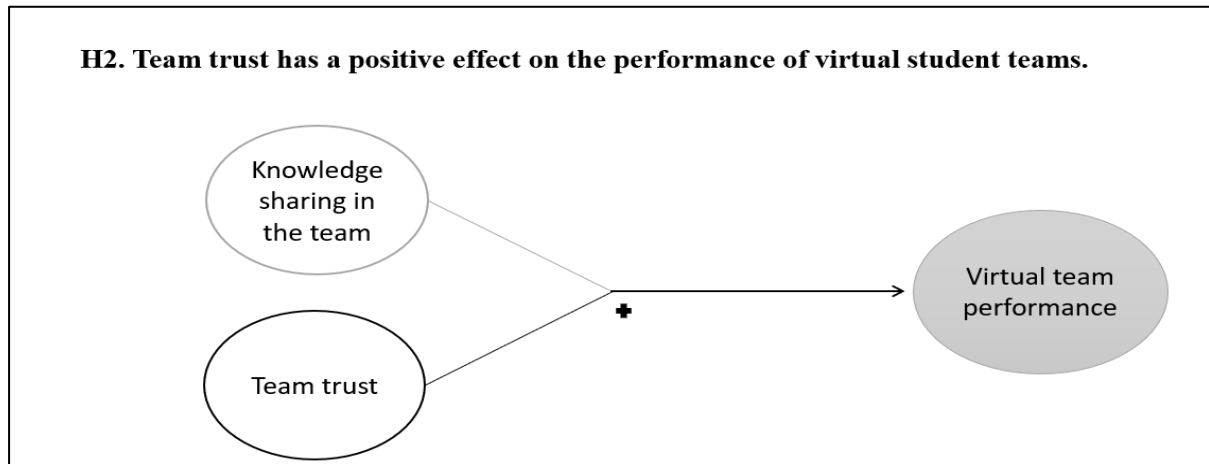 H2. Team trust has a positive effect on the performance of virtual student teams.
Knowledge
sharing in
the team
Team trust
Virtual team
performance